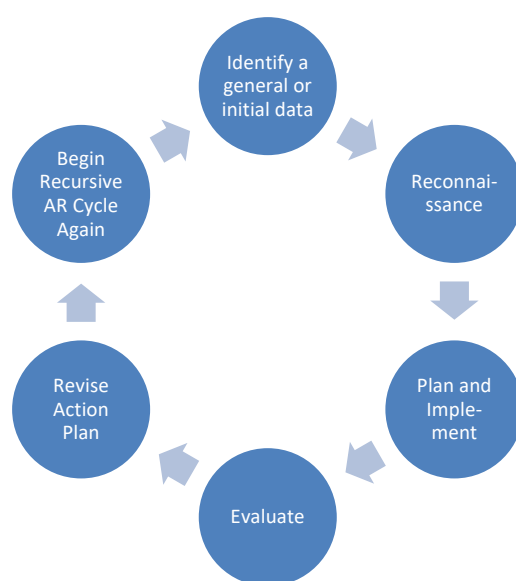 Identify a
general or
initial data
Reconnai-
ssance
Plan and
Imple-
ment
Evaluate
Revise
Action
Plan
Begin
Recursive
AR Cycle
Again